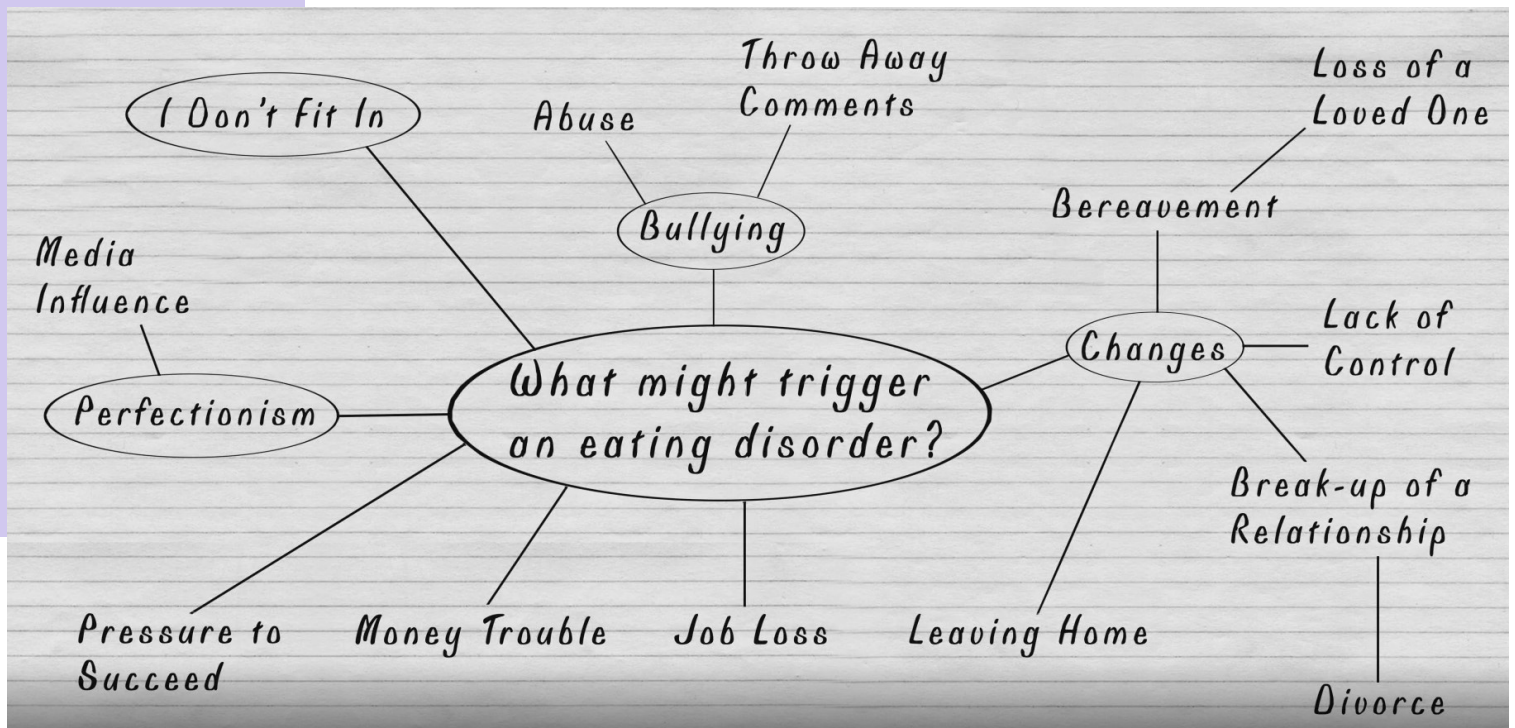 I Don't Fit In
Abuse
Throw Away
Comments
Loss of a
Loved One
Bereavement
Bullying
Media
Influence
Changes
Lack of
Control
Perfectionism
What might trigger
an eating disorder?
Break-up of a
Relationship
Pressure to
Succeed
Money Trouble
Job Loss
Leaving Home
Divorce